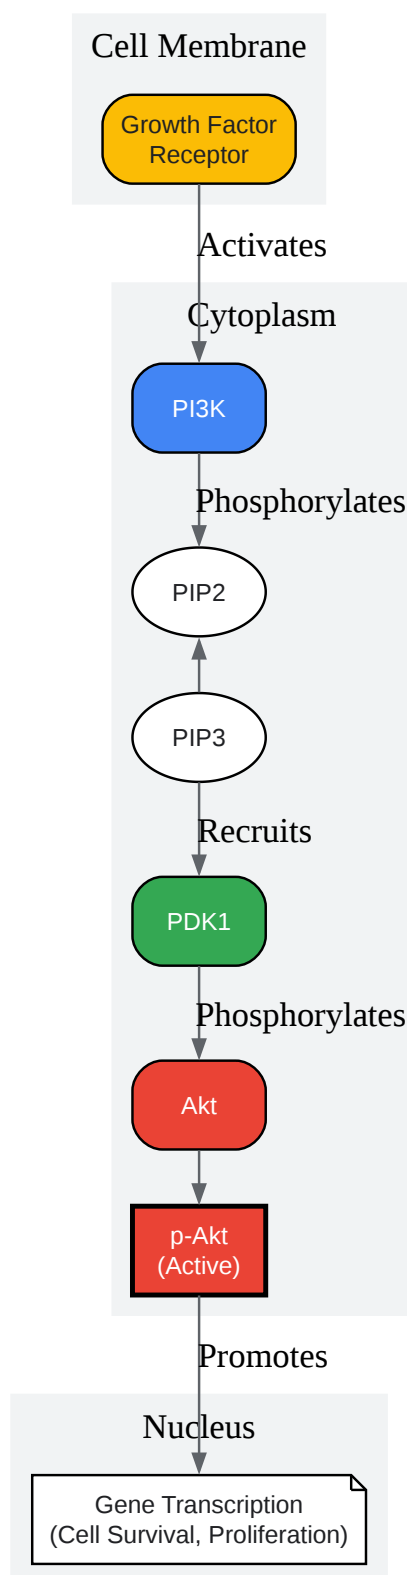 Cell Membrane
Growth Factor
Receptor
Activates
Cytoplasm
PI3K
Phosphorylates
PIP2
PIP3
Recruits
PDK1
Phosphorylates
Akt
p-Akt
(Active)
Promotes
Nucleus
Gene Transcription
(Cell Survival, Proliferation)